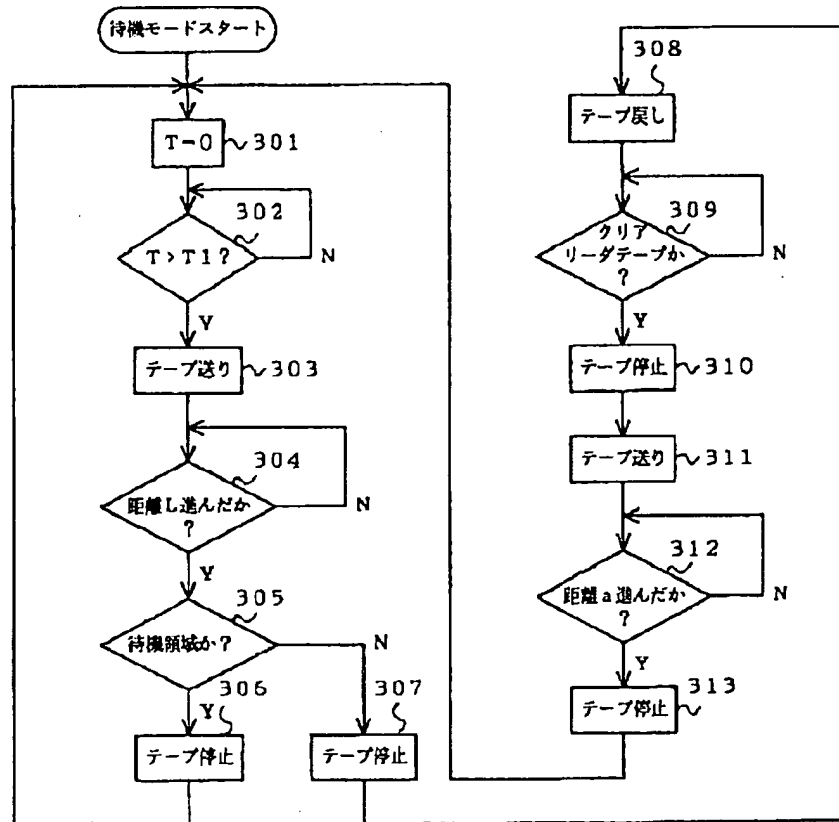 待機モードスタート
T=0
301
302
T>T1?
N
Y
テープ送り
303
304
距離L進んだか
?
N
Y
305
待機領域か?
N
Y
306
テープ停止
307
テープ停止
308
テープ戻し
309
クリア
リーダテープか
?
N
Y
テープ停止
310
テープ送り
311
312
距離a進んだか
?
N
Y
テープ停止
313